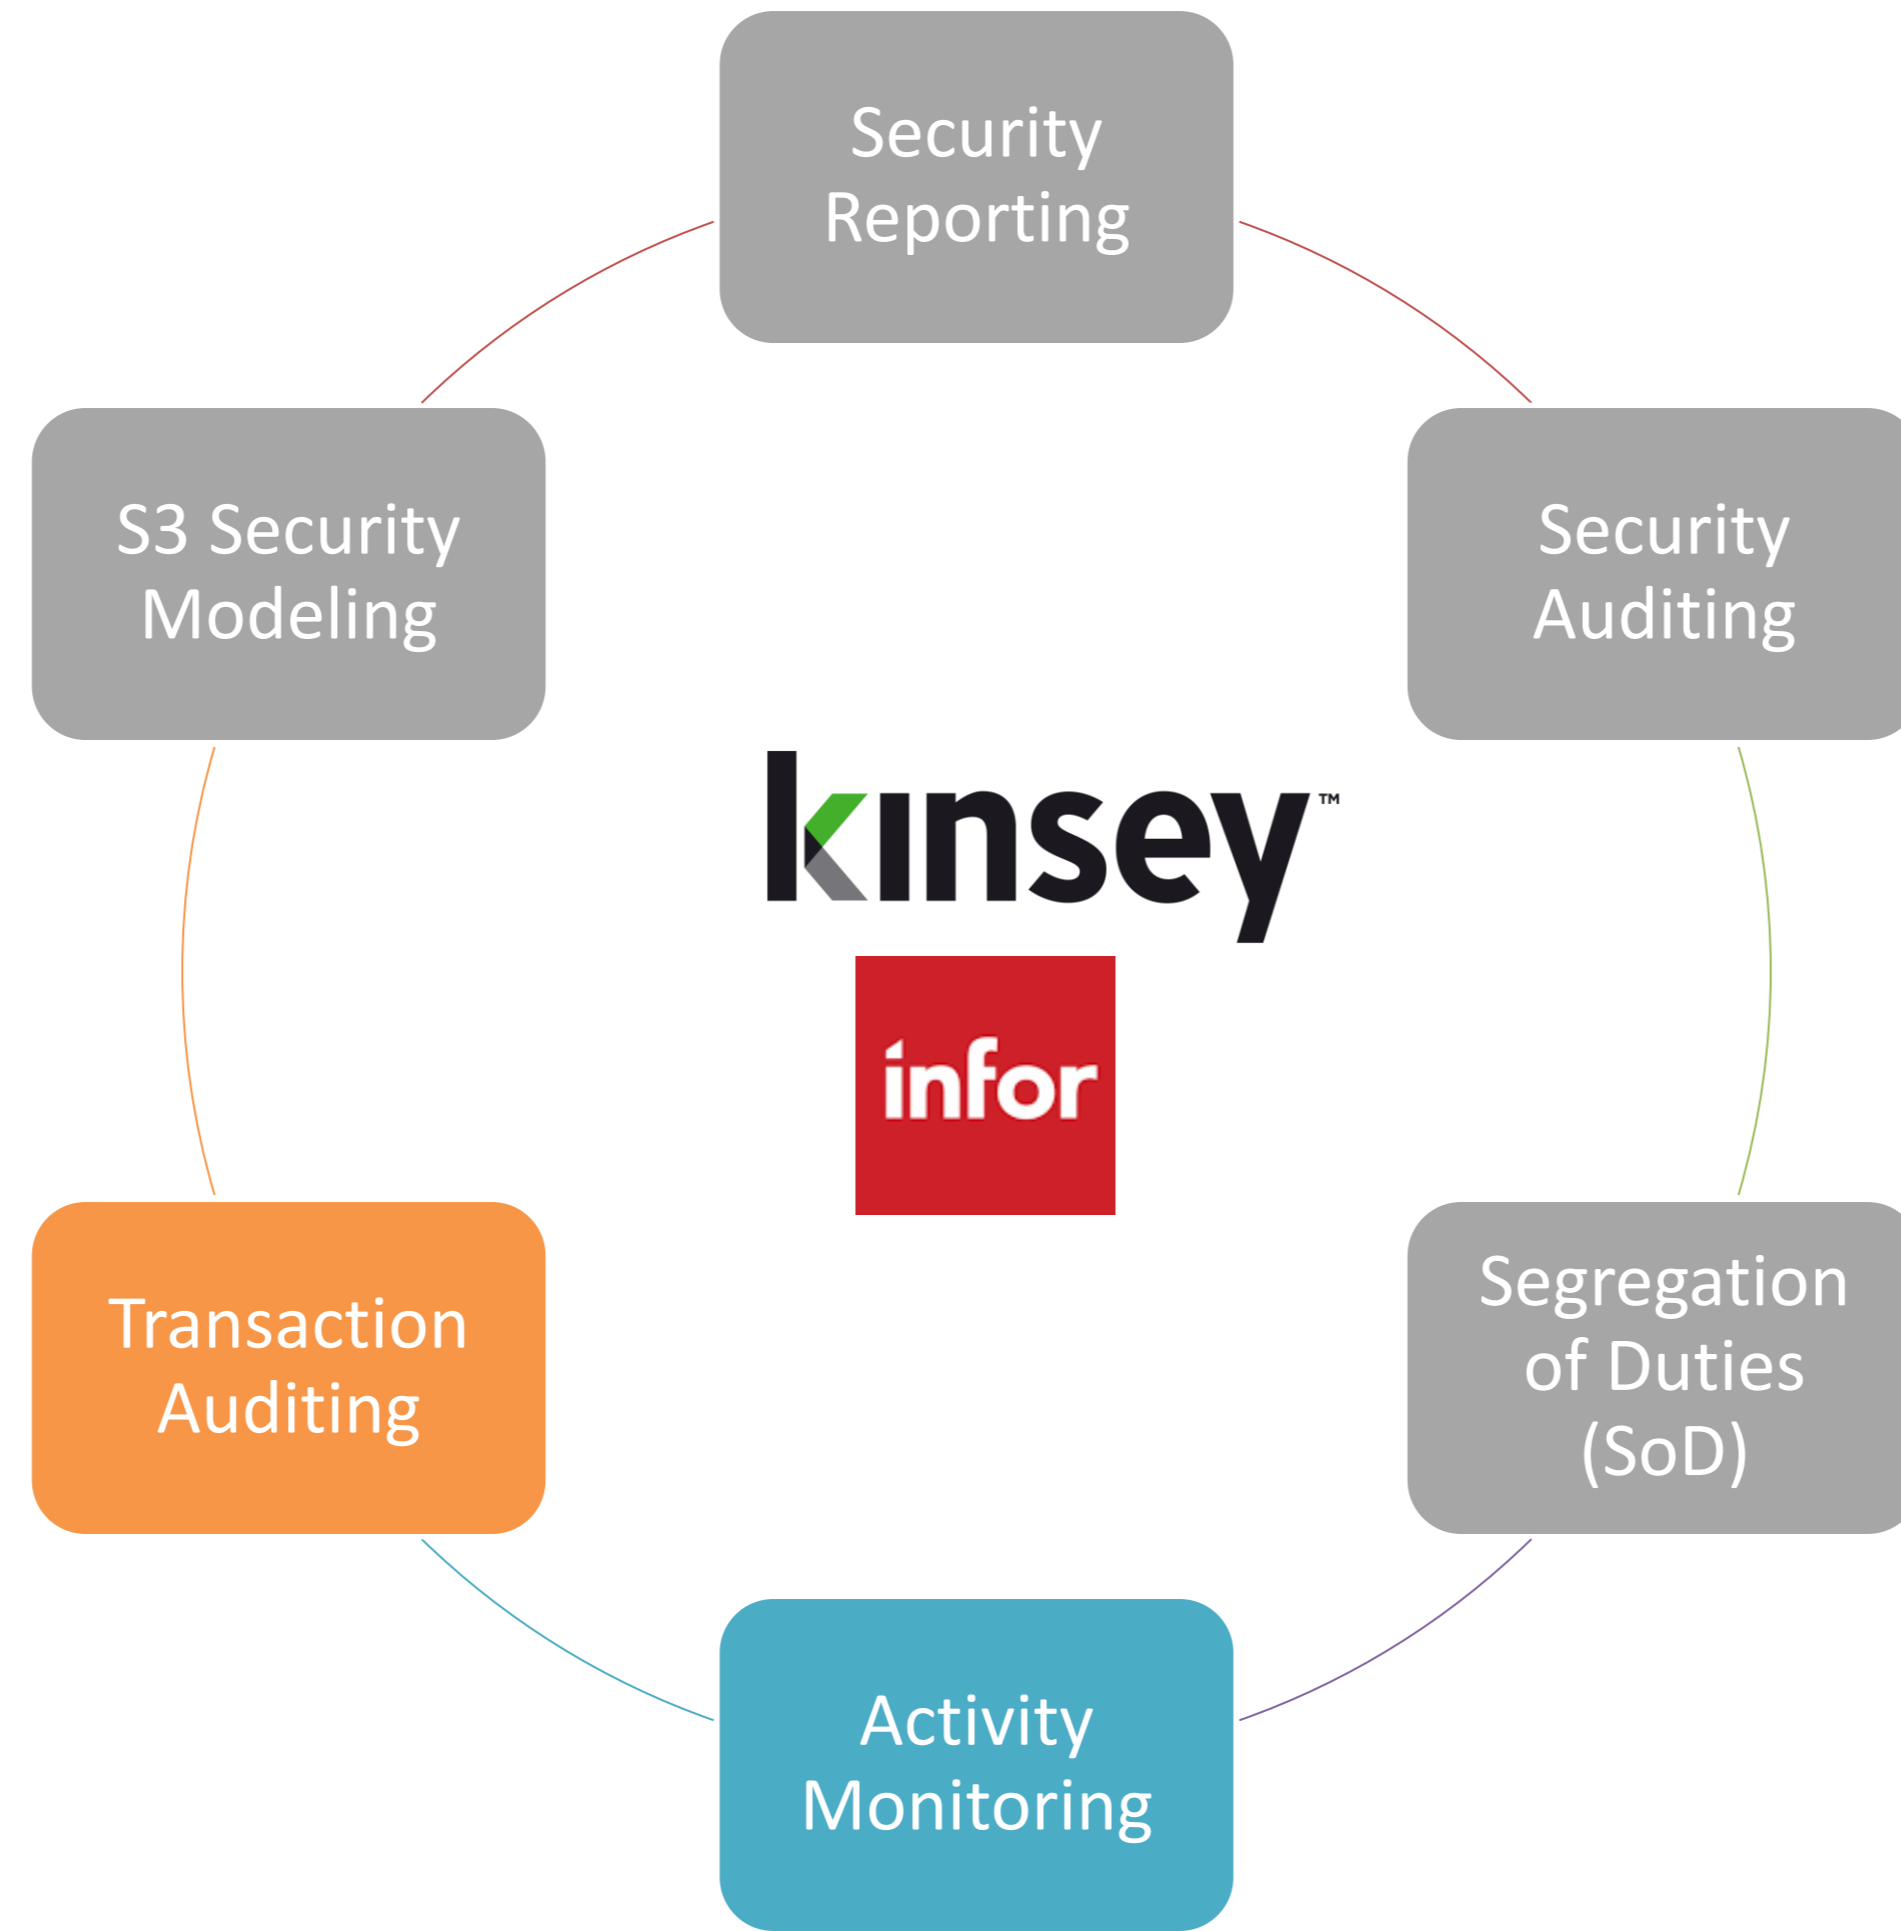 Security
Reporting
S3 Security
Modeling
Security
Auditing
kinsey™
infor
Transaction
Auditing
Segregation
of Duties
(SoD)
Activity
Monitoring